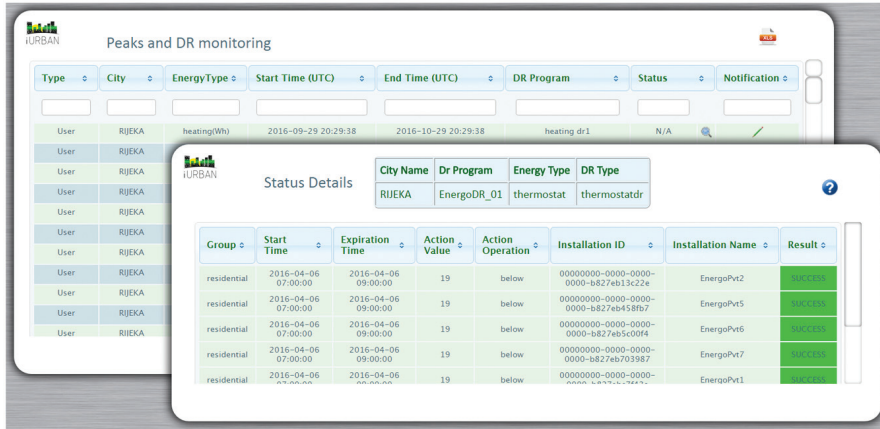 iURBAN
Peaks and DR monitoring
XLS
Type City EnergyType Start Time (UTC) End Time (UTC) DR Program Status Notification
User RIJEKA heating(Wh) 2016-09-29 20:29:38 2016-10-29 20:29:38 heating dr1 N/A
User RIJEKA
User RIJEKA
User RIJEKA
User RIJEKA
User RIJEKA
User RIJEKA
User RIJEKA
User RIJEKA
User RIJEKA
User RIJEKA
iURBAN
Status Details
City Name Dr Program Energy Type DR Type
RIJEKA EnergoDR_01 thermostat thermostatdr
?
Group Start Time Expiration Time Action Value Action Operation Installation ID Installation Name Result
residential 2016-04-06 07:00:00 2016-04-06 09:00:00 19 below 00000000-0000-0000-0000-b827eb13c22e EnergoPvt2 SUCCESS
residential 2016-04-06 07:00:00 2016-04-06 09:00:00 19 below 00000000-0000-0000-0000-b827eb458fb7 EnergoPvt5 SUCCESS
residential 2016-04-06 07:00:00 2016-04-06 09:00:00 19 below 00000000-0000-0000-0000-b827eb5c00f4 EnergoPvt6 SUCCESS
residential 2016-04-06 07:00:00 2016-04-06 09:00:00 19 below 00000000-0000-0000-0000-b827eb703987 EnergoPvt7 SUCCESS
residential 2016-04-06 2016-04-06 19 below 00000000-0000-0000- EnergoPvt1 SUCCESS